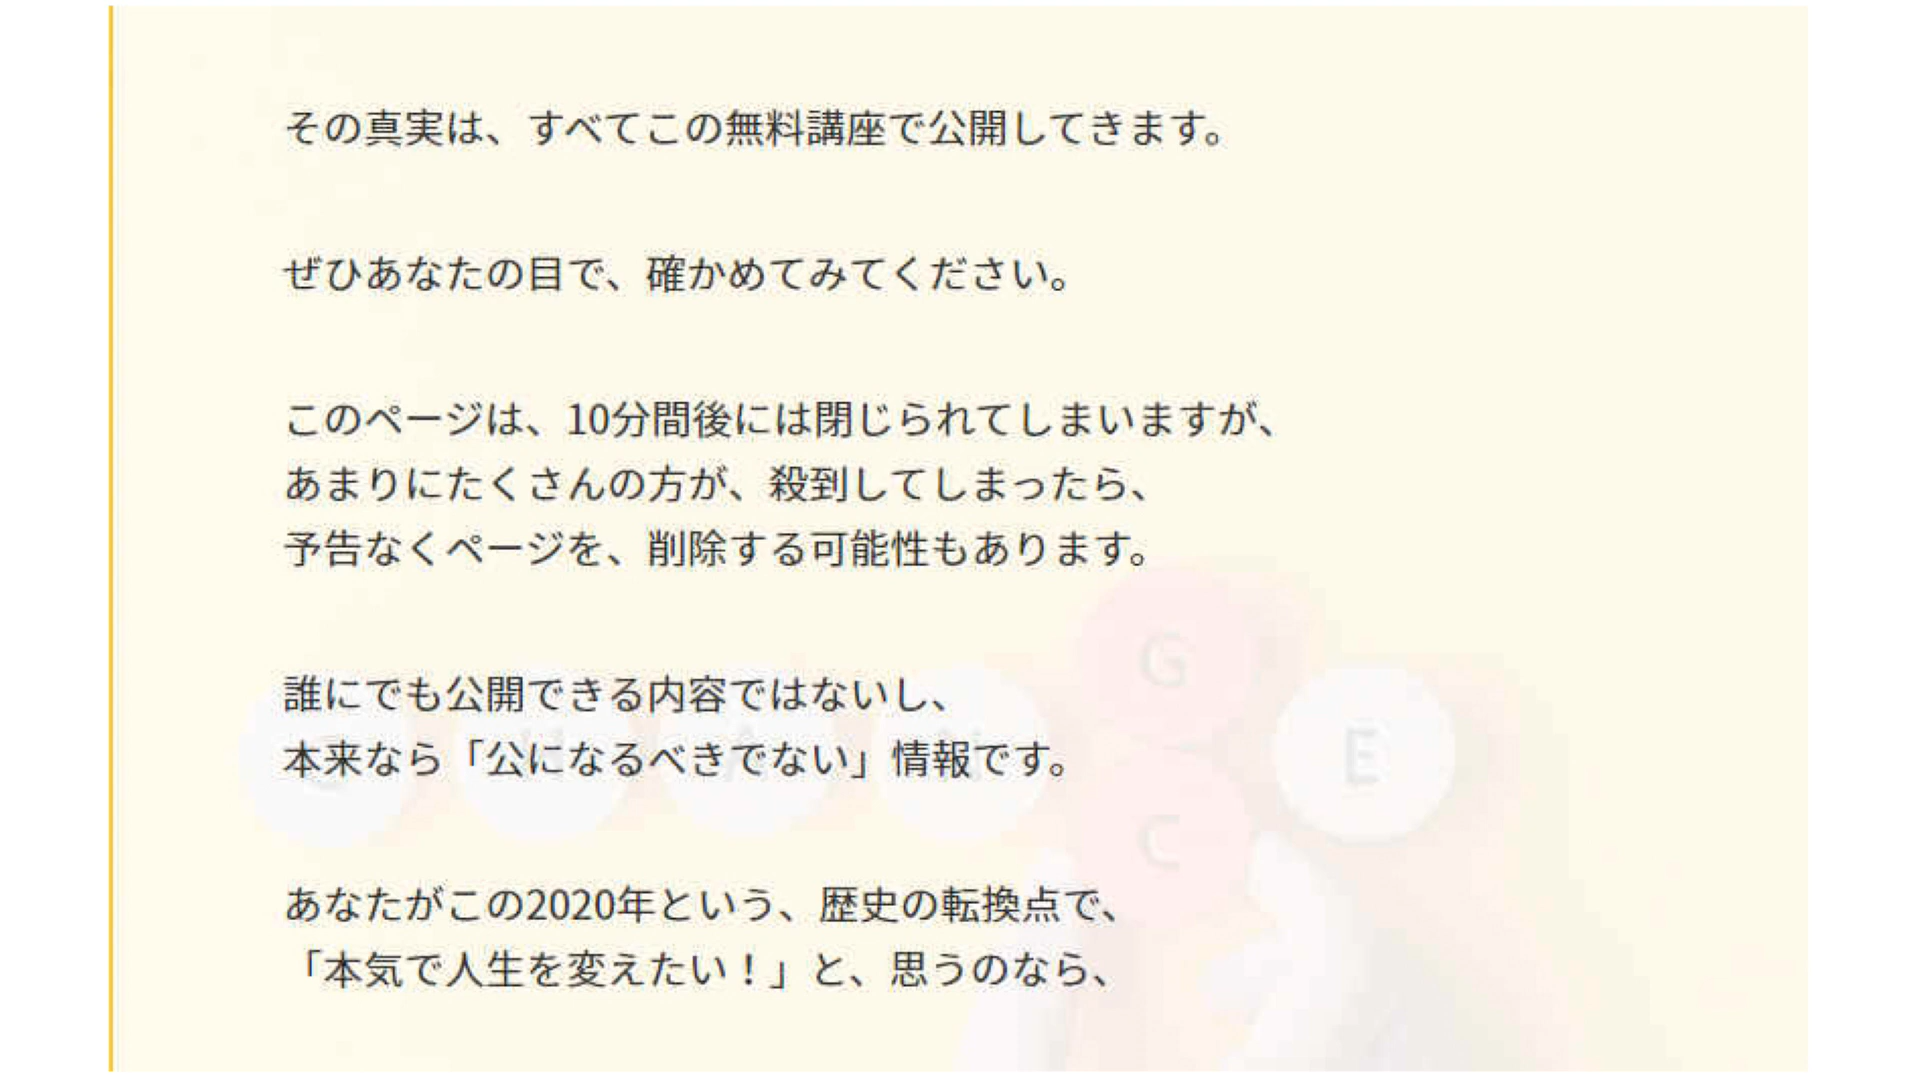 その真実は、すべてこの無料講座で公開してきます。
ぜひあなたの目で、確かめてみてください。
このページは、10分間後には閉じられてしまいますが、
あまりにたくさんの方が、殺到してしまったら、
予告なくページを、削除する可能性もあります。
誰にでも公開できる内容ではないし、
本来なら「公になるべきでない」情報です。
あなたがこの2020年という、歴史の転換点で、
「本気で人生を変えたい！」と、思うのなら、
C H A N G E
C